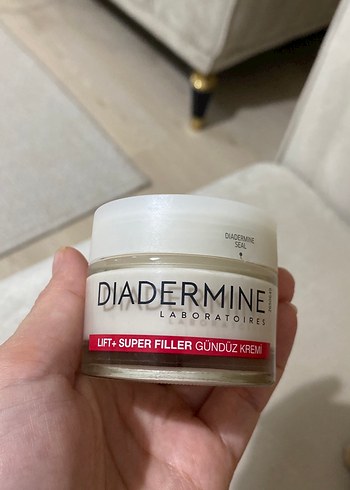 DIADERMINE
SEAL
DIADERMINE
LABORATOIRES
LIFT+ SUPER FILLER GÜNDÜZ KREMİ